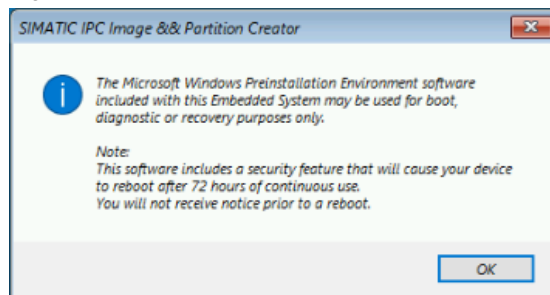 SIMATIC IPC Image && Partition Creator
The Microsoft Windows Preinstallation Environment software
included with this Embedded System may be used for boot,
diagnostic or recovery purposes only.
Note:
This software includes a security feature that will cause your device
to reboot after 72 hours of continuous use.
You will not receive notice prior to a reboot.
OK